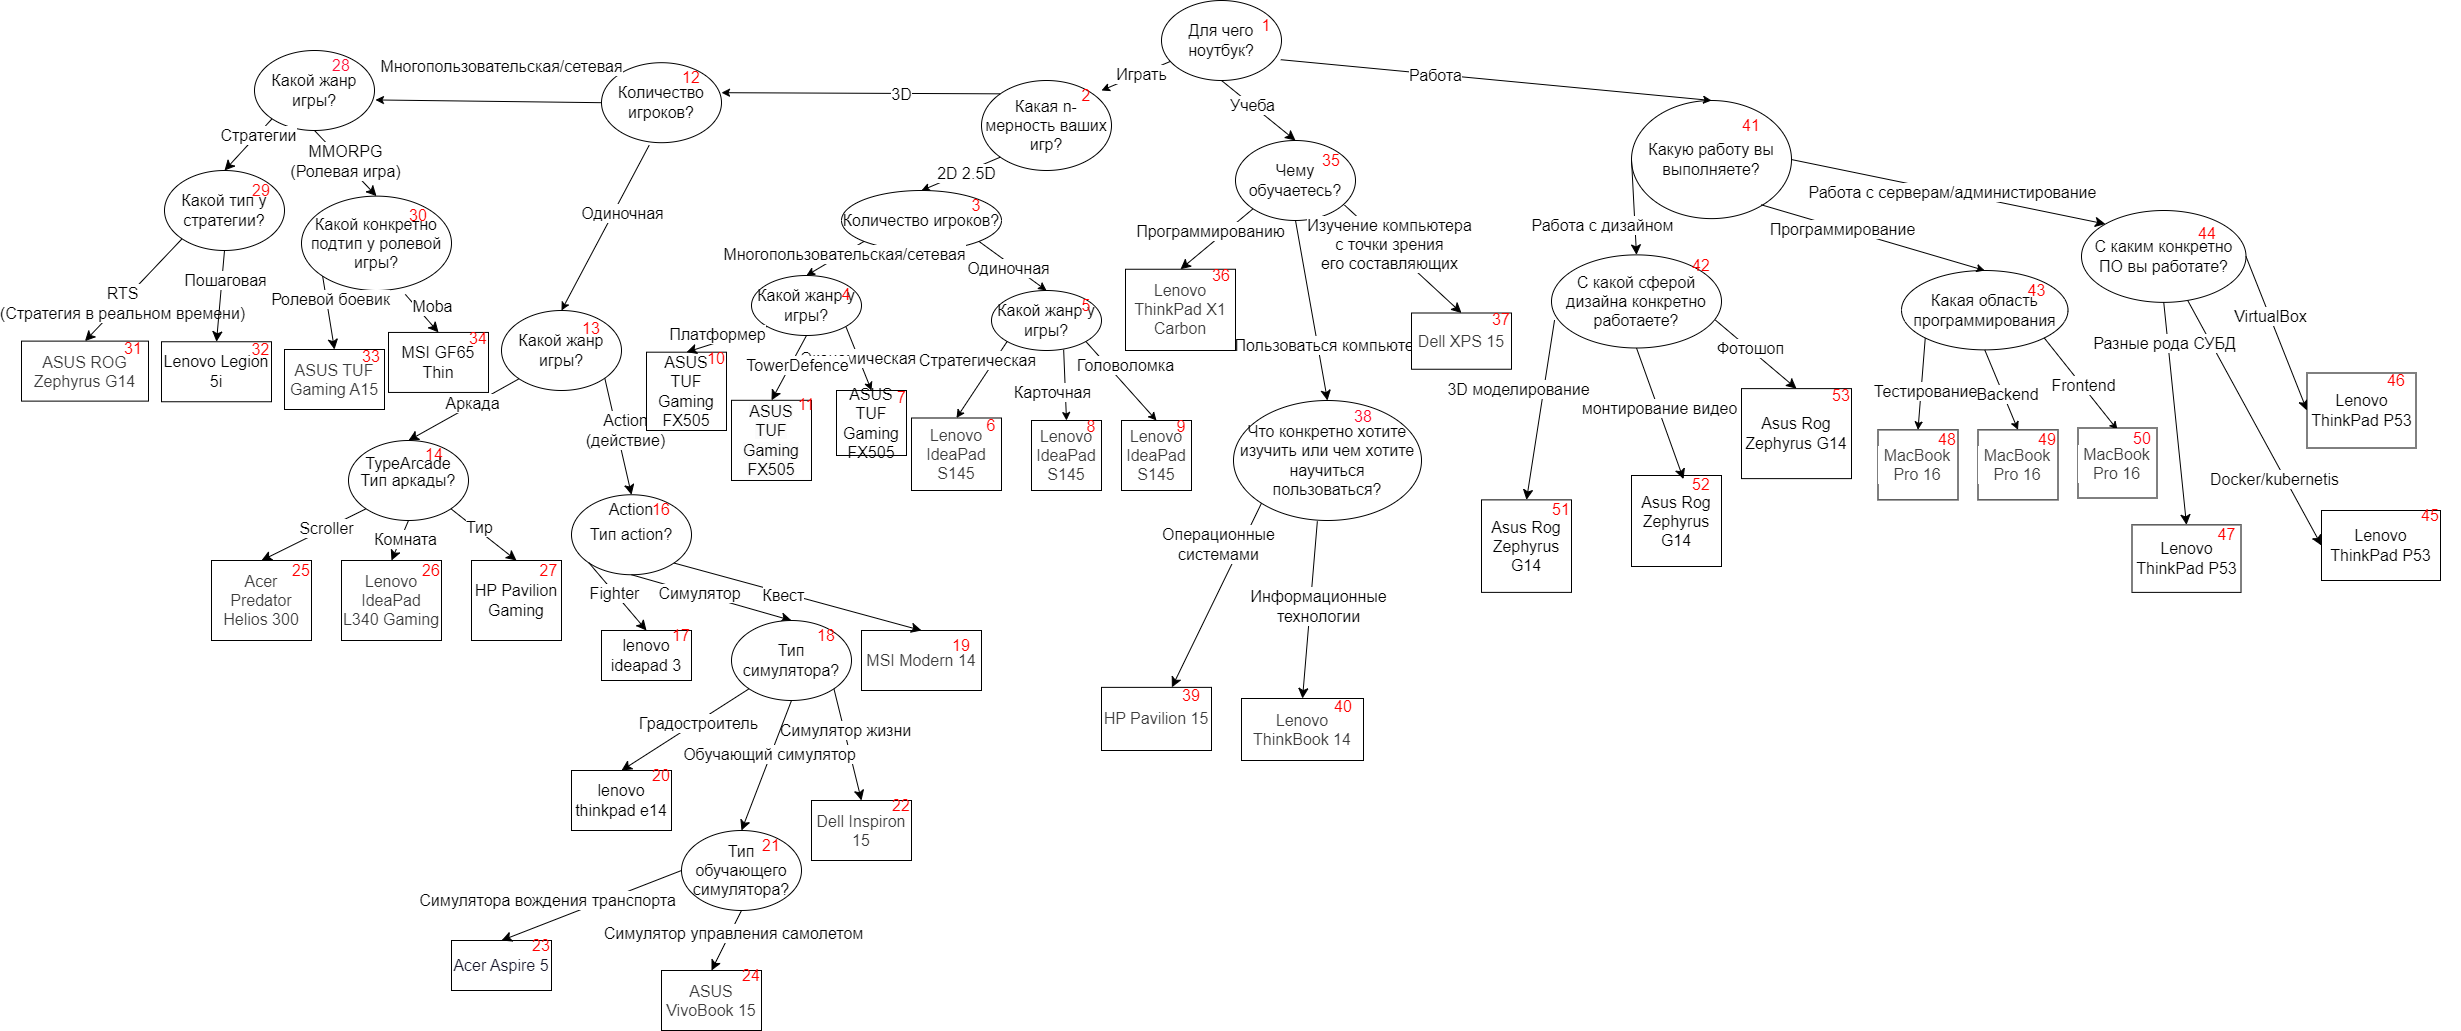 1
Для чего
ноутбук?
Играть
Учеба
Работа
2
Какая n-
мерность ваших
игр?
3D
2D 2.5D
12
Количество
игроков?
Многопользовательская/сетевая
Одиночная
28
Какой жанр
игры?
Стратегии
MMORPG
(Ролевая игра)
29
Какой тип у
стратегии?
RTS
(Стратегия в реальном времени)
Пошаговая
30
Какой конкретно
подтип у ролевой
игры?
Ролевой боевик
Moba
31
ASUS ROG
Zephyrus G14
32
Lenovo Legion
5i
33
ASUS TUF
Gaming A15
34
MSI GF65
Thin
13
Какой жанр
игры?
Аркада
Action
(действие)
14
TypeArcade
Тип аркады?
Scroller
Комната
Тир
25
Acer
Predator
Helios 300
26
Lenovo
IdeaPad
L340 Gaming
27
HP Pavilion
Gaming
16
Action
Тип action?
Fighter
Симулятор
Квест
17
lenovo
ideapad 3
18
Тип
симулятора?
19
MSI Modern 14
Градостроитель
Обучающий симулятор
Симулятор жизни
20
lenovo
thinkpad e14
22
Dell Inspiron
15
21
Тип
обучающего
симулятора?
Симулятора вождения транспорта
Симулятор управления самолетом
23
Acer Aspire 5
24
ASUS
VivoBook 15
3
Количество игроков?
Многопользовательская/сетевая
Одиночная
4
Какой жанр у
игры?
Платформер
TowerDefence
10
ASUS
TUF
Gaming
FX505
11
ASUS
TUF
Gaming
FX505
7
ASUS
TUF
Gaming
FX505
5
Какой жанр у
игры?
Стратегическая
Карточная
Головоломка
6
Lenovo
IdeaPad
S145
8
Lenovo
IdeaPad
S145
9
Lenovo
IdeaPad
S145
35
Чему
обучаетесь?
Программированию
Пользоваться компьюте
Изучение компьютера
с точки зрения
его составляющих
36
Lenovo
ThinkPad X1
Carbon
37
Dell XPS 15
38
Что конкретно хотите
изучить или чем хотите
научиться
пользоваться?
Операционные
системами
Информационные
технологии
39
HP Pavilion 15
40
Lenovo
ThinkBook 14
41
Какую работу вы
выполняете?
Работа с дизайном
Программирование
Работа с серверам/администирование
42
С какой сферой
дизайна конкретно
работаете?
3D моделирование
монтирование видео
Фотошоп
51
Asus Rog
Zephyrus
G14
52
Asus Rog
Zephyrus
G14
53
Asus Rog
Zephyrus G14
43
Какая область
программирования
Тестирование
Backend
Frontend
48
MacBook
Pro 16
49
MacBook
Pro 16
50
MacBook
Pro 16
44
С каким конкретно
ПО вы работате?
Разные рода СУБД
Docker/kubernetis
VirtualBox
46
Lenovo
ThinkPad P53
47
Lenovo
ThinkPad P53
45
Lenovo
ThinkPad P53